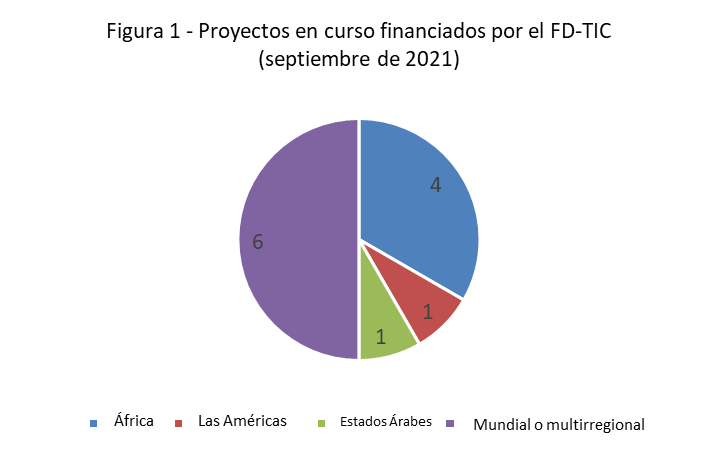 Figura 1 - Proyectos en curso financiados por el FD-TIC
(septiembre de 2021)
4
6
1
1
África Las Américas Estados Árabes Mundial o multirregional